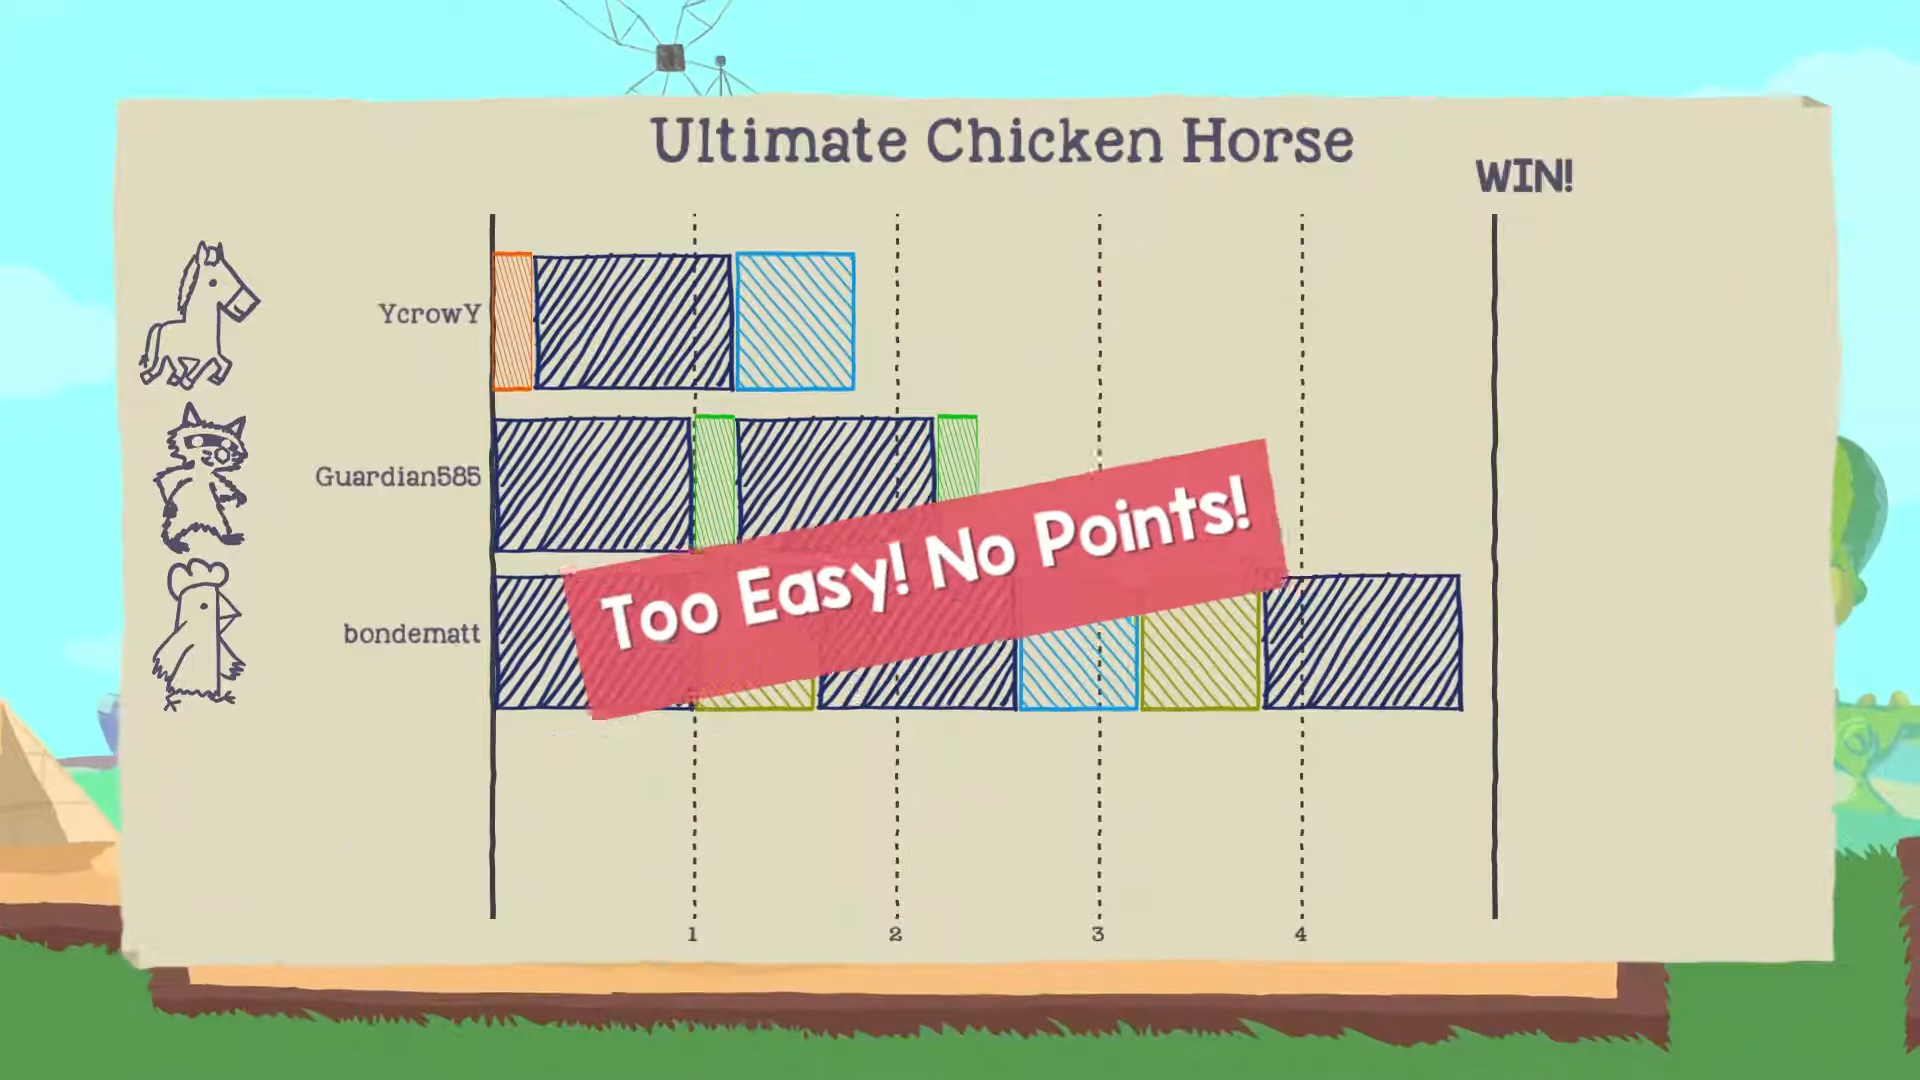 Ultimate Chicken Horse
WIN!
YcrowY
Guardian585
Too Easy! No Points!
bondematt
1 2 3 4